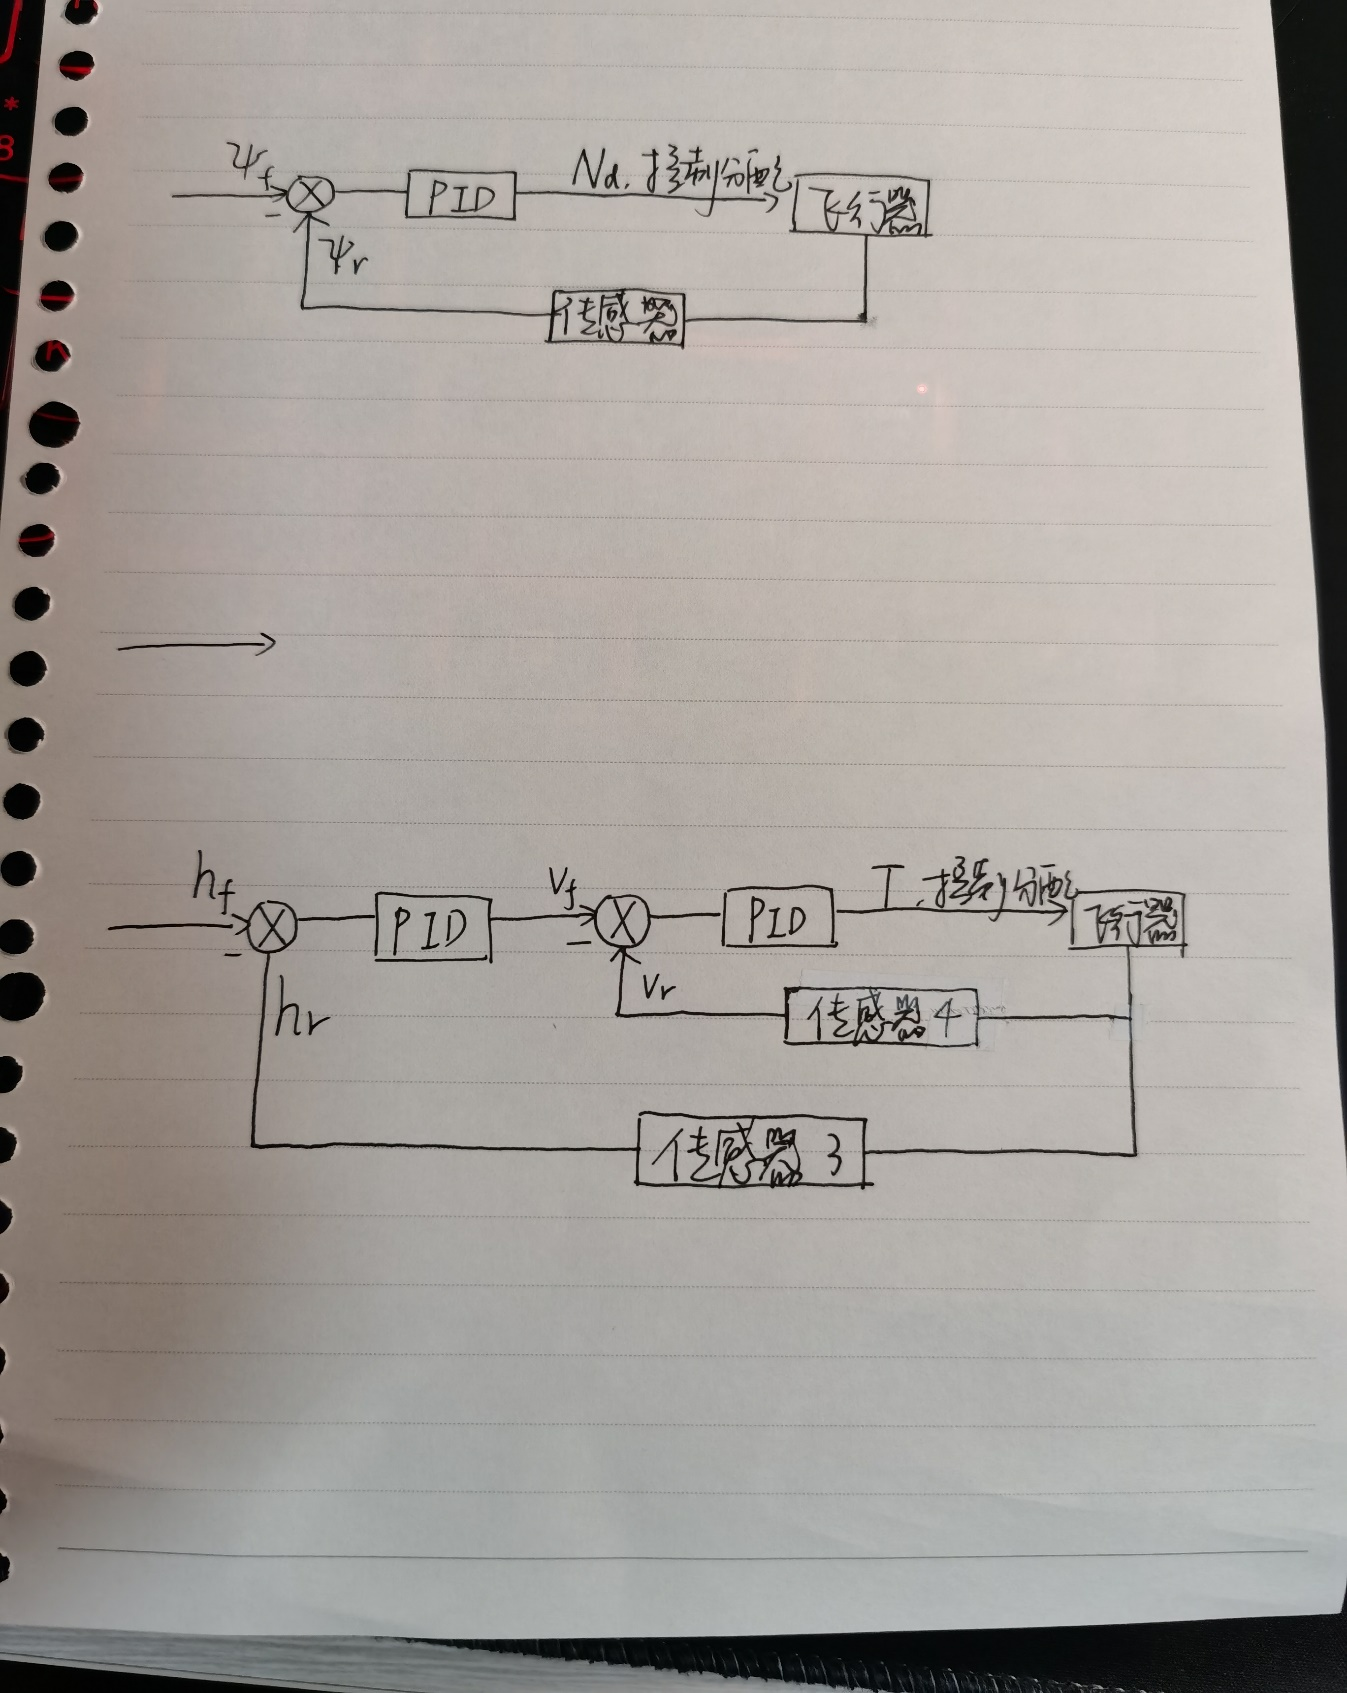 ψf
PID
Nd, 控制分配
飞行器
-
ψr
传感器
hf
PID
Vf
PID
T, 控制分配
飞行器
-
-
hr
Vr
传感器4
传感器 3